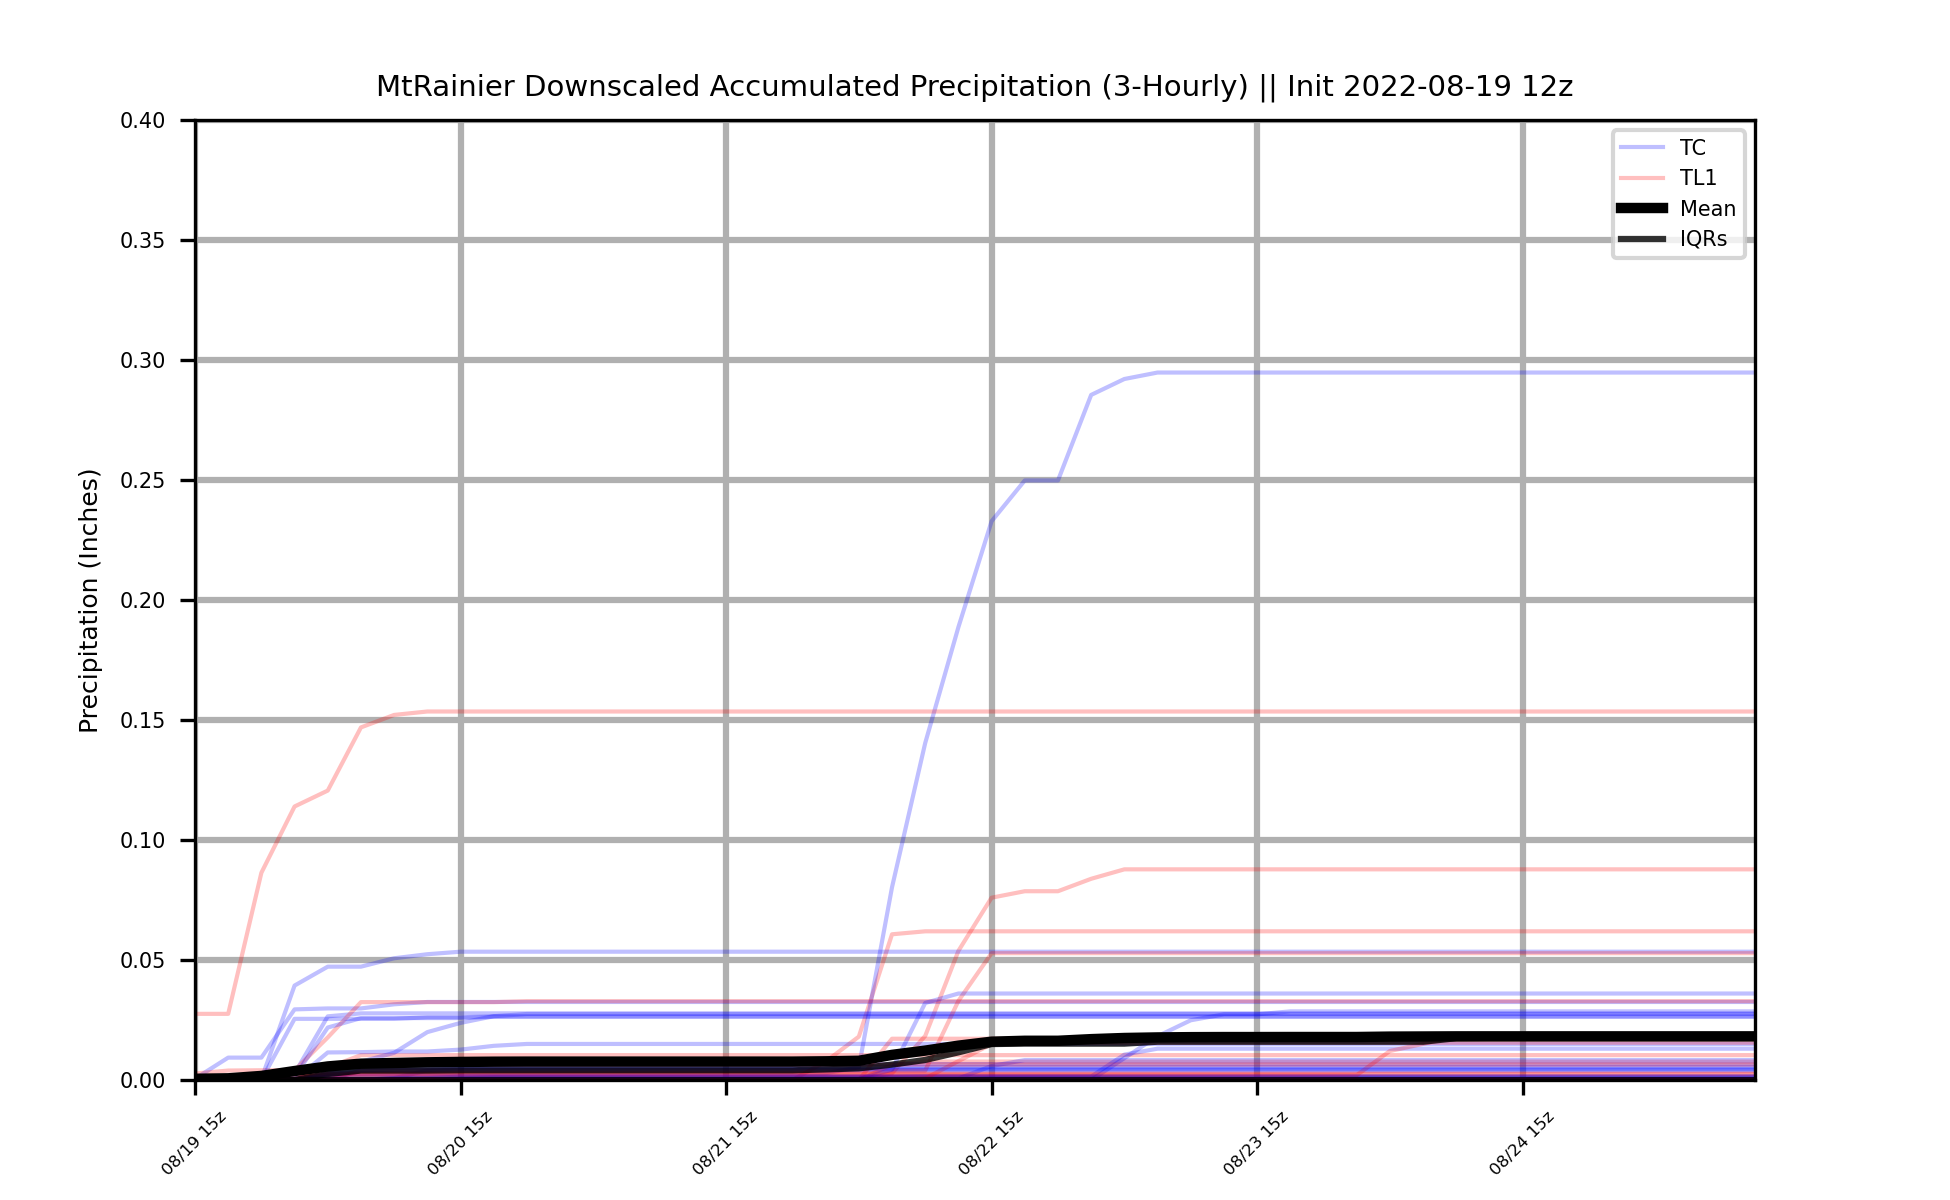 MtRainier Downscaled Accumulated Precipitation (3-Hourly) || Init 2022-08-19 12z
0.40
0.35
0.30
0.25
0.20
0.15
0.10
0.05
0.00
Precipitation (Inches)
TC
TL1
Mean
IQRs
08/19 15z
08/20 15z
08/21 15z
08/22 15z
08/23 15z
08/24 15z